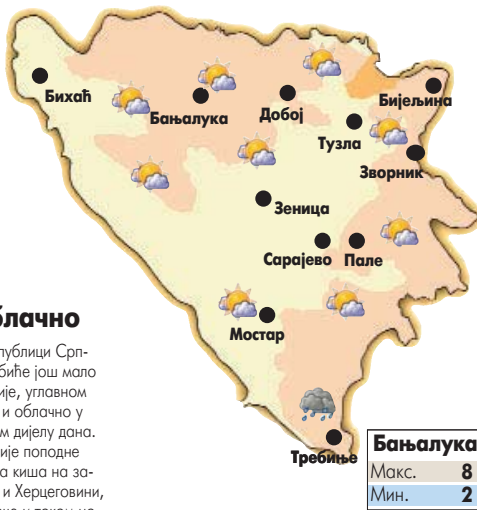 Бихаћ
Бањалука
Добој
Бијељина
Тузла
Зворник
Зеница
Сарајево Пале
Мостар
Требиње
блачно
публици Срп-
биће још мало
ије, углавном
и облачно у
м дијелу дана.
ије поподне
а киша на за-
и Херцеговини,
Бањалука
Макс. 8
Мин. 2